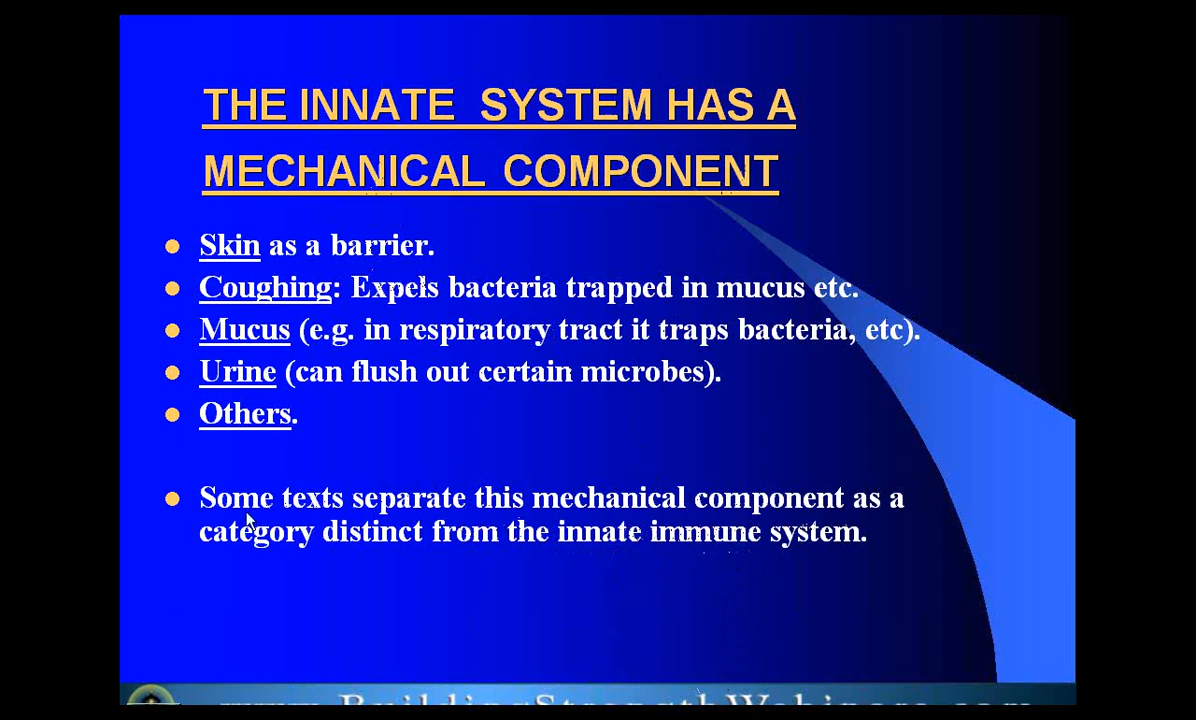 THE INNATE SYSTEM HAS A
MECHANICAL COMPONENT
Skin as a barrier.
Coughing: Expels bacteria trapped in mucus etc.
Mucus (e.g. in respiratory tract it traps bacteria, etc).
Urine (can flush out certain microbes).
Others.
Some texts separate this mechanical component as a
category distinct from the innate immune system.
www.BuildingStrengthWebinars.com